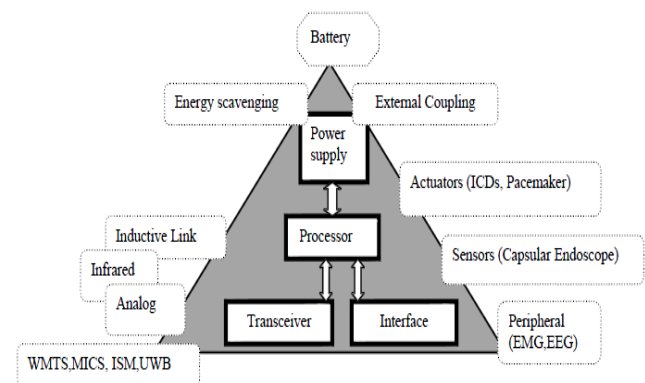 Battery
Energy scavenging
External Coupling
Power
supply
Actuators (ICDs, Pacemaker)
Inductive Link
Processor
Sensors (Capsular Endoscope)
Infrared
Analog
Transceiver
Interface
Peripheral
(EMG,EEG)
WMTS,MICS, ISM,UWB